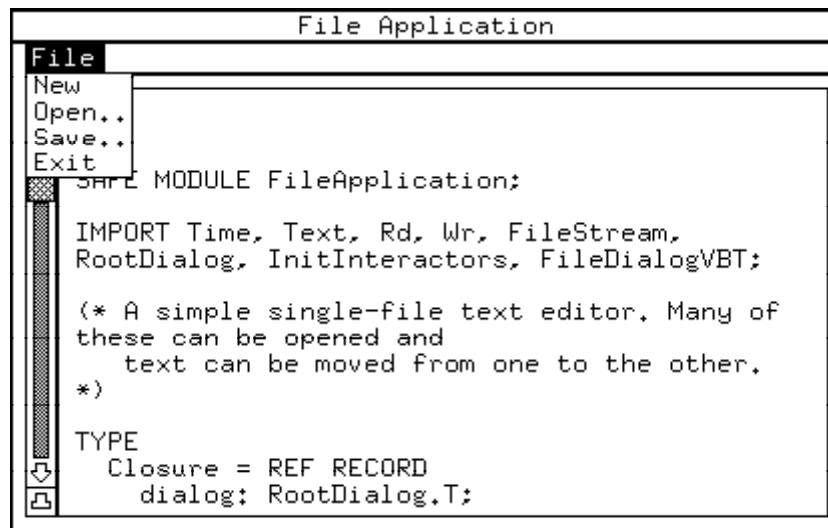 File Application
File
New
Open..
Save..
Exit
SAFE MODULE FileApplication;
IMPORT Time, Text, Rd, Wr, FileStream,
RootDialog, InitInteractors, FileDialogVBT;
(* A simple single-file text editor. Many of
these can be opened and
text can be moved from one to the other.
*)
TYPE
Closure = REF RECORD
dialog: RootDialog.T;